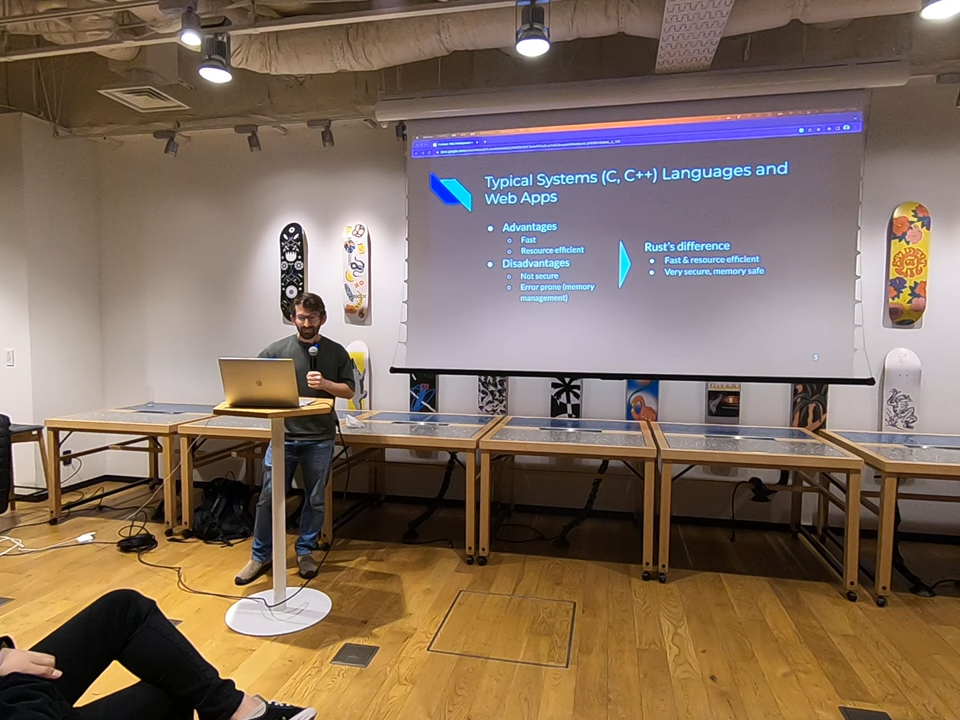 Typical Systems (C, C++) Languages and
Web Apps
Advantages
Fast
Resource efficient
Disadvantages
Not secure
Error prone (memory
management)
Rust's difference
Fast & resource efficient
Very secure, memory safe
5